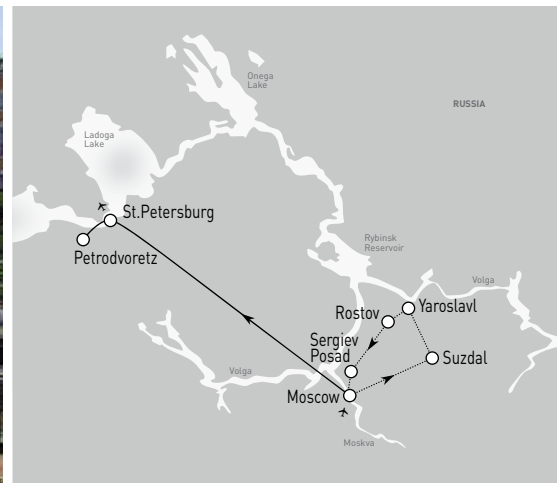 Onega
Lake
RUSSIA
Ladoga
Lake
St.Petersburg
Petrodvoretz
Rybinsk
Reservoir
Volga
Rostov
Yaroslavl
Sergiev
Posad
Suzdal
Volga
Moscow
Moskva